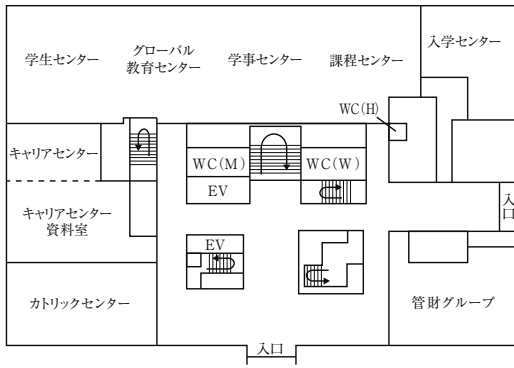 学生センター
グローバル
教育センター
学事センター
課程センター
入学センター
WC(H)
キャリアセンター
WC(M)
WC(W)
EV
キャリアセンター
資料室
入口
EV
カトリックセンター
管財グループ
入口